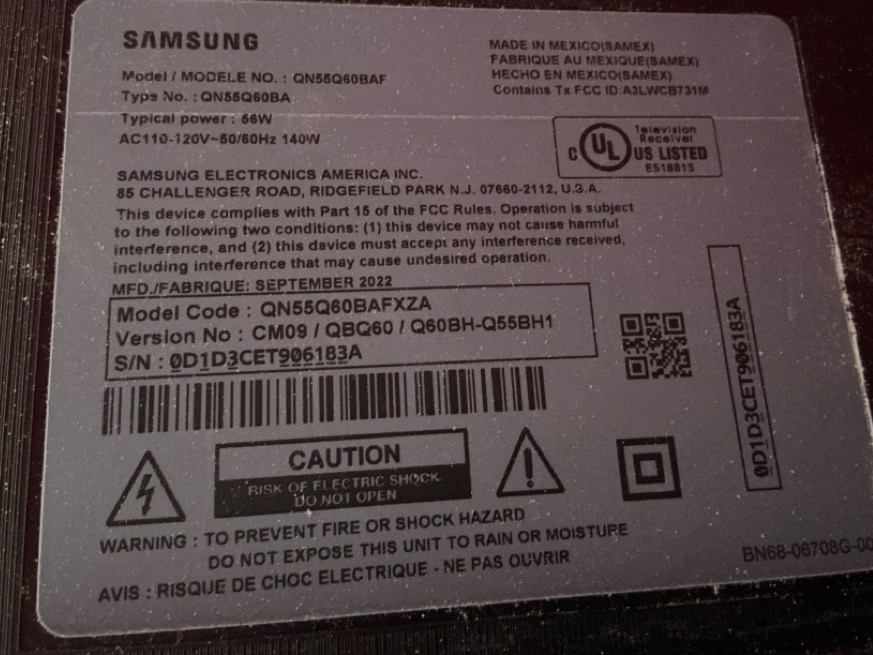 SAMSUNG
Model / MODELE NO. : QN55Q60BAF
Type No. : QN55Q60BA
Typical power : 56W
AC110-120V~50/60Hz 140W
MADE IN MEXICO(SAMEX)
FABRIQUE AU MEXIQUE(SAMEX)
HECHO EN MEXICO(SAMEX)
Contains Tx FCC ID:A3LWCB731M
C UL US LISTED
Television
Receiver
E518815
SAMSUNG ELECTRONICS AMERICA INC.
85 CHALLENGER ROAD, RIDGEFIELD PARK N.J. 07660-2112, U.S.A.
This device complies with Part 15 of the FCC Rules. Operation is subject
to the following two conditions: (1) this device may not cause harmful
interference, and (2) this device must accept any interference received,
including interference that may cause undesired operation.
MFD./FABRIQUE: SEPTEMBER 2022
Model Code : QN55Q60BAFXZA
Version No : CM09 / QBQ60 / Q60BH-Q55BH1
S/N : 0D1D3CET906183A
0D1D3CET906183A
CAUTION
RISK OF ELECTRIC SHOCK
DO NOT OPEN
WARNING : TO PREVENT FIRE OR SHOCK HAZARD
DO NOT EXPOSE THIS UNIT TO RAIN OR MOISTURE
AVIS : RISQUE DE CHOC ELECTRIQUE - NE PAS OUVRIR
BN68-06708G-00